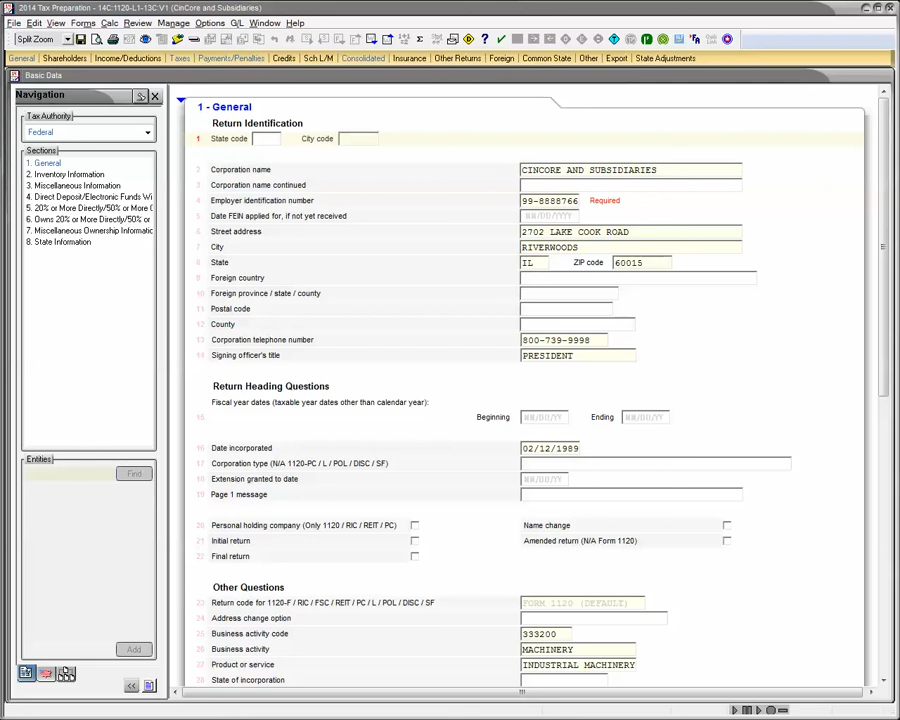 2014 Tax Preparation - 14C:1120-L1-13C:V1 (CinCore and Subsidiaries)
File Edit View Forms Calc Review Manage Options G/L Window Help
Split Zoom
General Shareholders Income/Deductions Taxes Payments/Penalties Credits Sch L/M Consolidated Insurance Other Returns Foreign Common State Other Export State Adjustments
Basic Data
Navigation
Tax Authority
Federal
Sections
1. General
2. Inventory Information
3. Miscellaneous Information
4. Direct Deposit/Electronic Funds Wi
5. 20% or More Directly/50% or More (
6. Owns 20% or More Directly/50% or
7. Miscellaneous Ownership Informatio
8. State Information
Entities
Find
Add
1 - General
Return Identification
1 State code City code
2 Corporation name CINCORE AND SUBSIDIARIES
3 Corporation name continued
4 Employer identification number 99-8888766 Required
5 Date FEIN applied for, if not yet received MM/DD/YYYY
6 Street address 2702 LAKE COOK ROAD
7 City RIVERWOODS
8 State IL ZIP code 60015
9 Foreign country
10 Foreign province / state / county
11 Postal code
12 County
13 Corporation telephone number 800-739-9998
14 Signing officer's title PRESIDENT
Return Heading Questions
Fiscal year dates (taxable year dates other than calendar year):
15 Beginning MM/DD/YY Ending MM/DD/YY
16 Date incorporated 02/12/1989
17 Corporation type (N/A 1120-PC / L / POL / DISC / SF)
18 Extension granted to date MM/DD/YY
19 Page 1 message
20 Personal holding company (Only 1120 / RIC / REIT / PC) Name change
21 Initial return Amended return (N/A Form 1120)
22 Final return
Other Questions
23 Return code for 1120-F / RIC / FSC / REIT / PC / L / POL / DISC / SF FORM 1120 (DEFAULT)
24 Address change option
25 Business activity code 333200
26 Business activity MACHINERY
27 Product or service INDUSTRIAL MACHINERY
28 State of incorporation